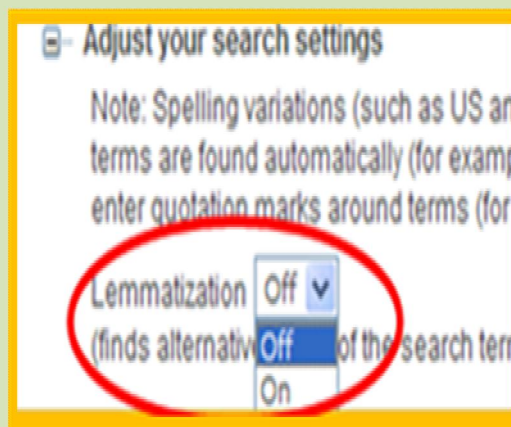 Adjust your search settings
Note: Spelling variations (such as US an
terms are found automatically (for examp
enter quotation marks around terms (for
Lemmatization Off
(finds alternativ Off of the search terr
On